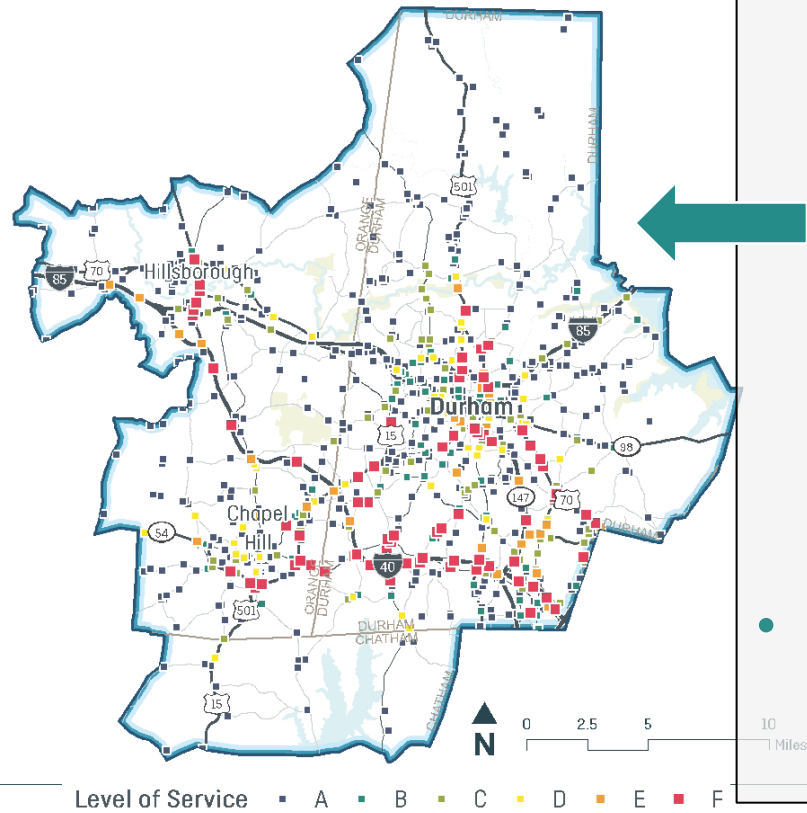 DURHAM
DURHAM
501
ORANGE
DURHAM
85
70
Hillsborough
85
Durham
15
98
147
70
Chapel
Hill
54
DURHAM
40
ORANGE
DURHAM
501
DURHAM
CHATHAM
15
CHATHAM
N
0 2.5 5 10
Miles
Level of Service A B C D E F